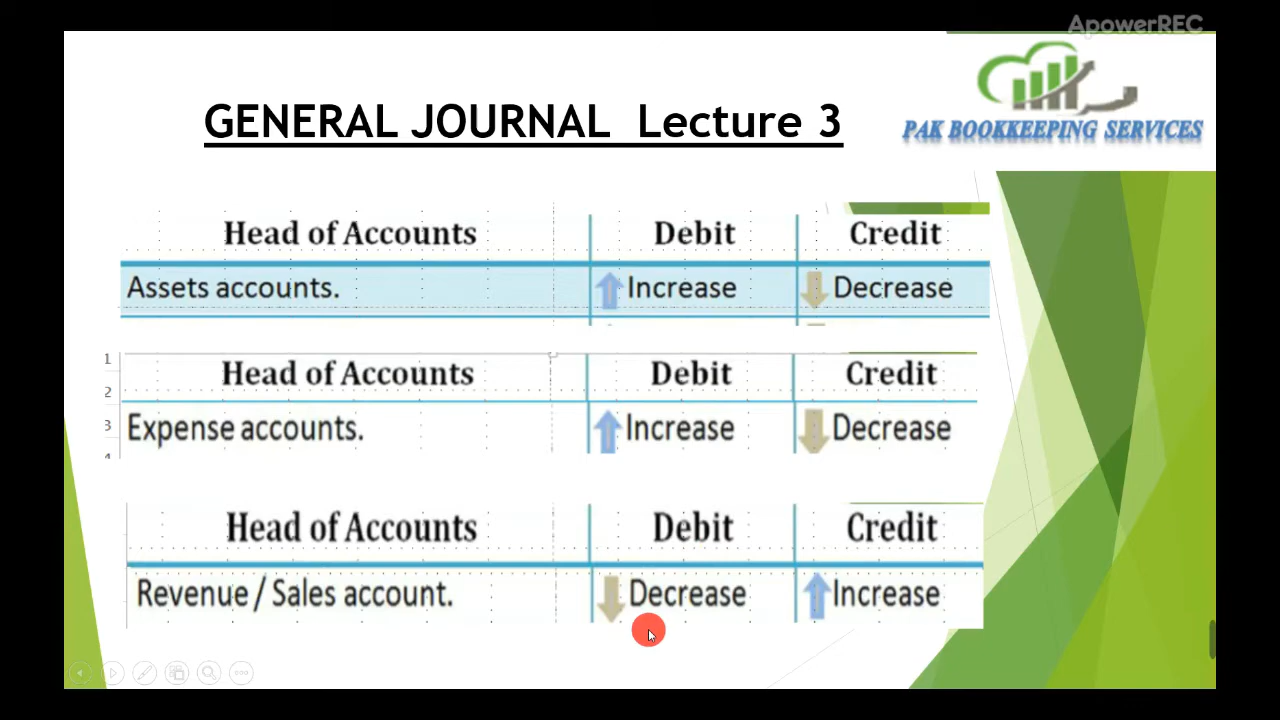 ApowerREC
GENERAL JOURNAL Lecture 3
PAK BOOKKEEPING SERVICES
Head of Accounts Debit Credit
Assets accounts. Increase Decrease
1
Head of Accounts Debit Credit
2
3 Expense accounts. Increase Decrease
4
Head of Accounts Debit Credit
Revenue / Sales account. Decrease Increase